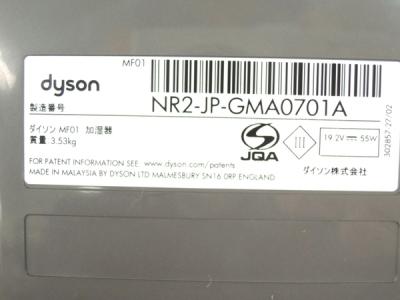 MF01
dyson
製造番号
NR2-JP-GMA0701A
ダイソン MF01 加湿器
質量: 3.53kg
JQA
III
19.2V ⎓ 55W
302857-27/02
FOR PATENT INFORMATION SEE: www.dyson.com/patents
MADE IN MALAYSIA BY DYSON LTD MALMESBURY SN16 0RP ENGLAND
ダイソン株式会社